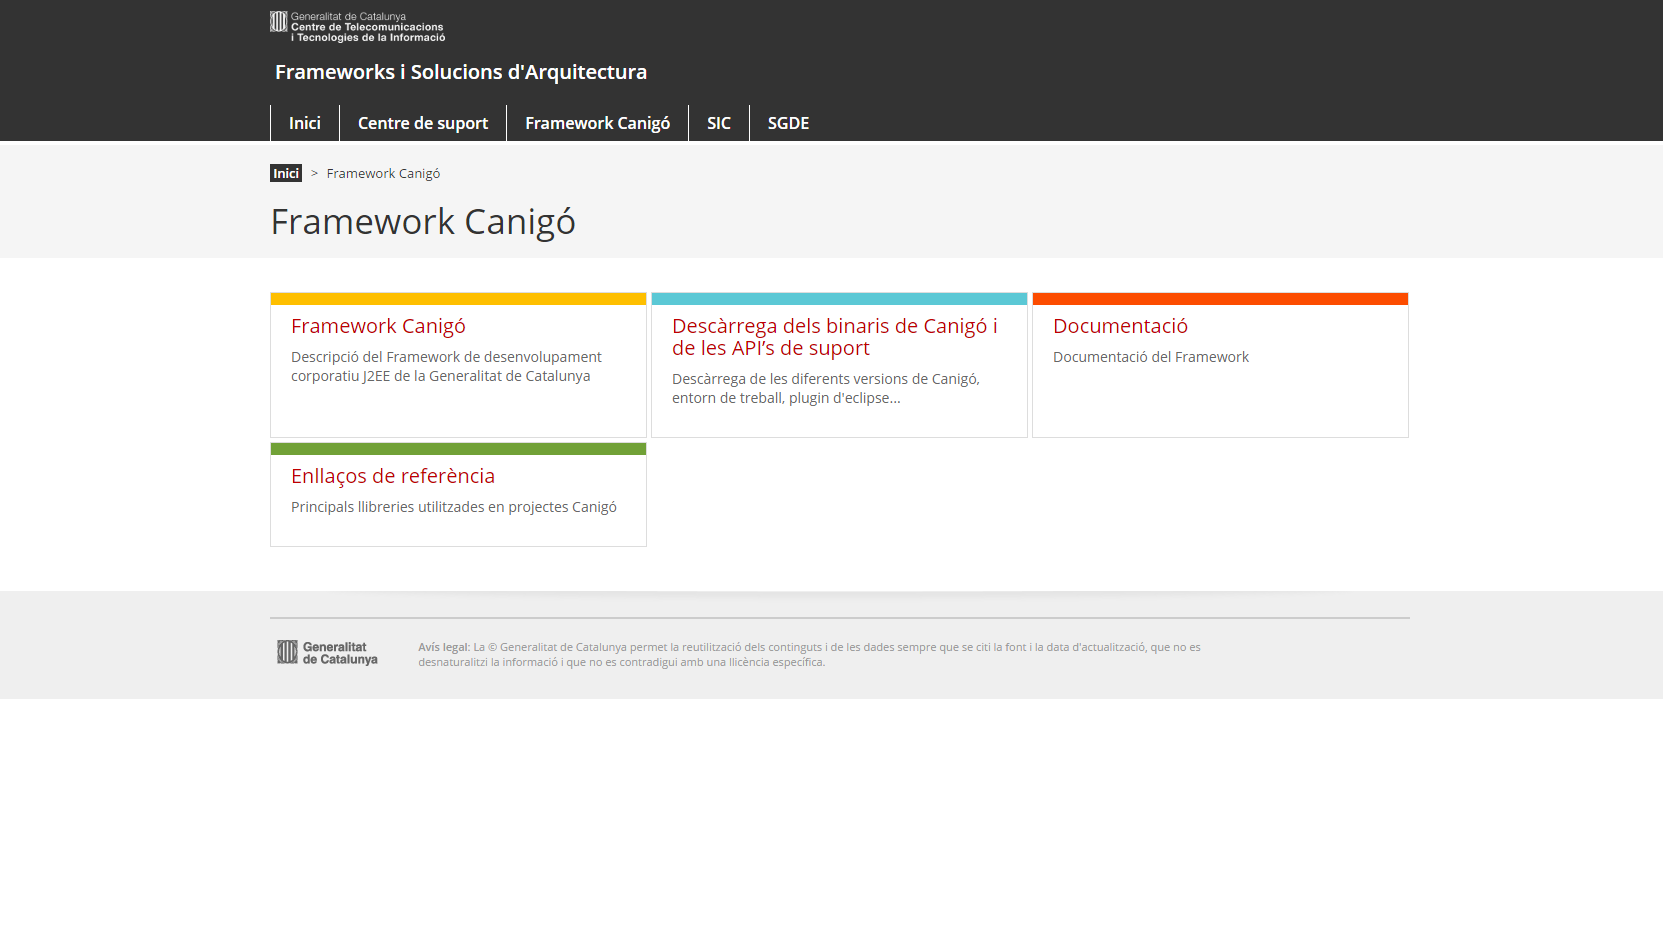 Generalitat de Catalunya
Centre de Telecomunicacions
i Tecnologies de la Informació
Frameworks i Solucions d'Arquitectura
Inici
Centre de suport
Framework Canigó
SIC
SGDE
Inici > Framework Canigó
Framework Canigó
Framework Canigó
Descripció del Framework de desenvolupament
corporatiu J2EE de la Generalitat de Catalunya
Descàrrega dels binaris de Canigó i
de les API’s de suport
Descàrrega de les diferents versions de Canigó,
entorn de treball, plugin d'eclipse...
Documentació
Documentació del Framework
Enllaços de referència
Principals llibreries utilitzades en projectes Canigó
Generalitat
de Catalunya
Avís legal: La © Generalitat de Catalunya permet la reutilització dels continguts i de les dades sempre que se citi la font i la data d'actualització, que no es
desnaturalitzi la informació i que no es contradigui amb una llicència específica.